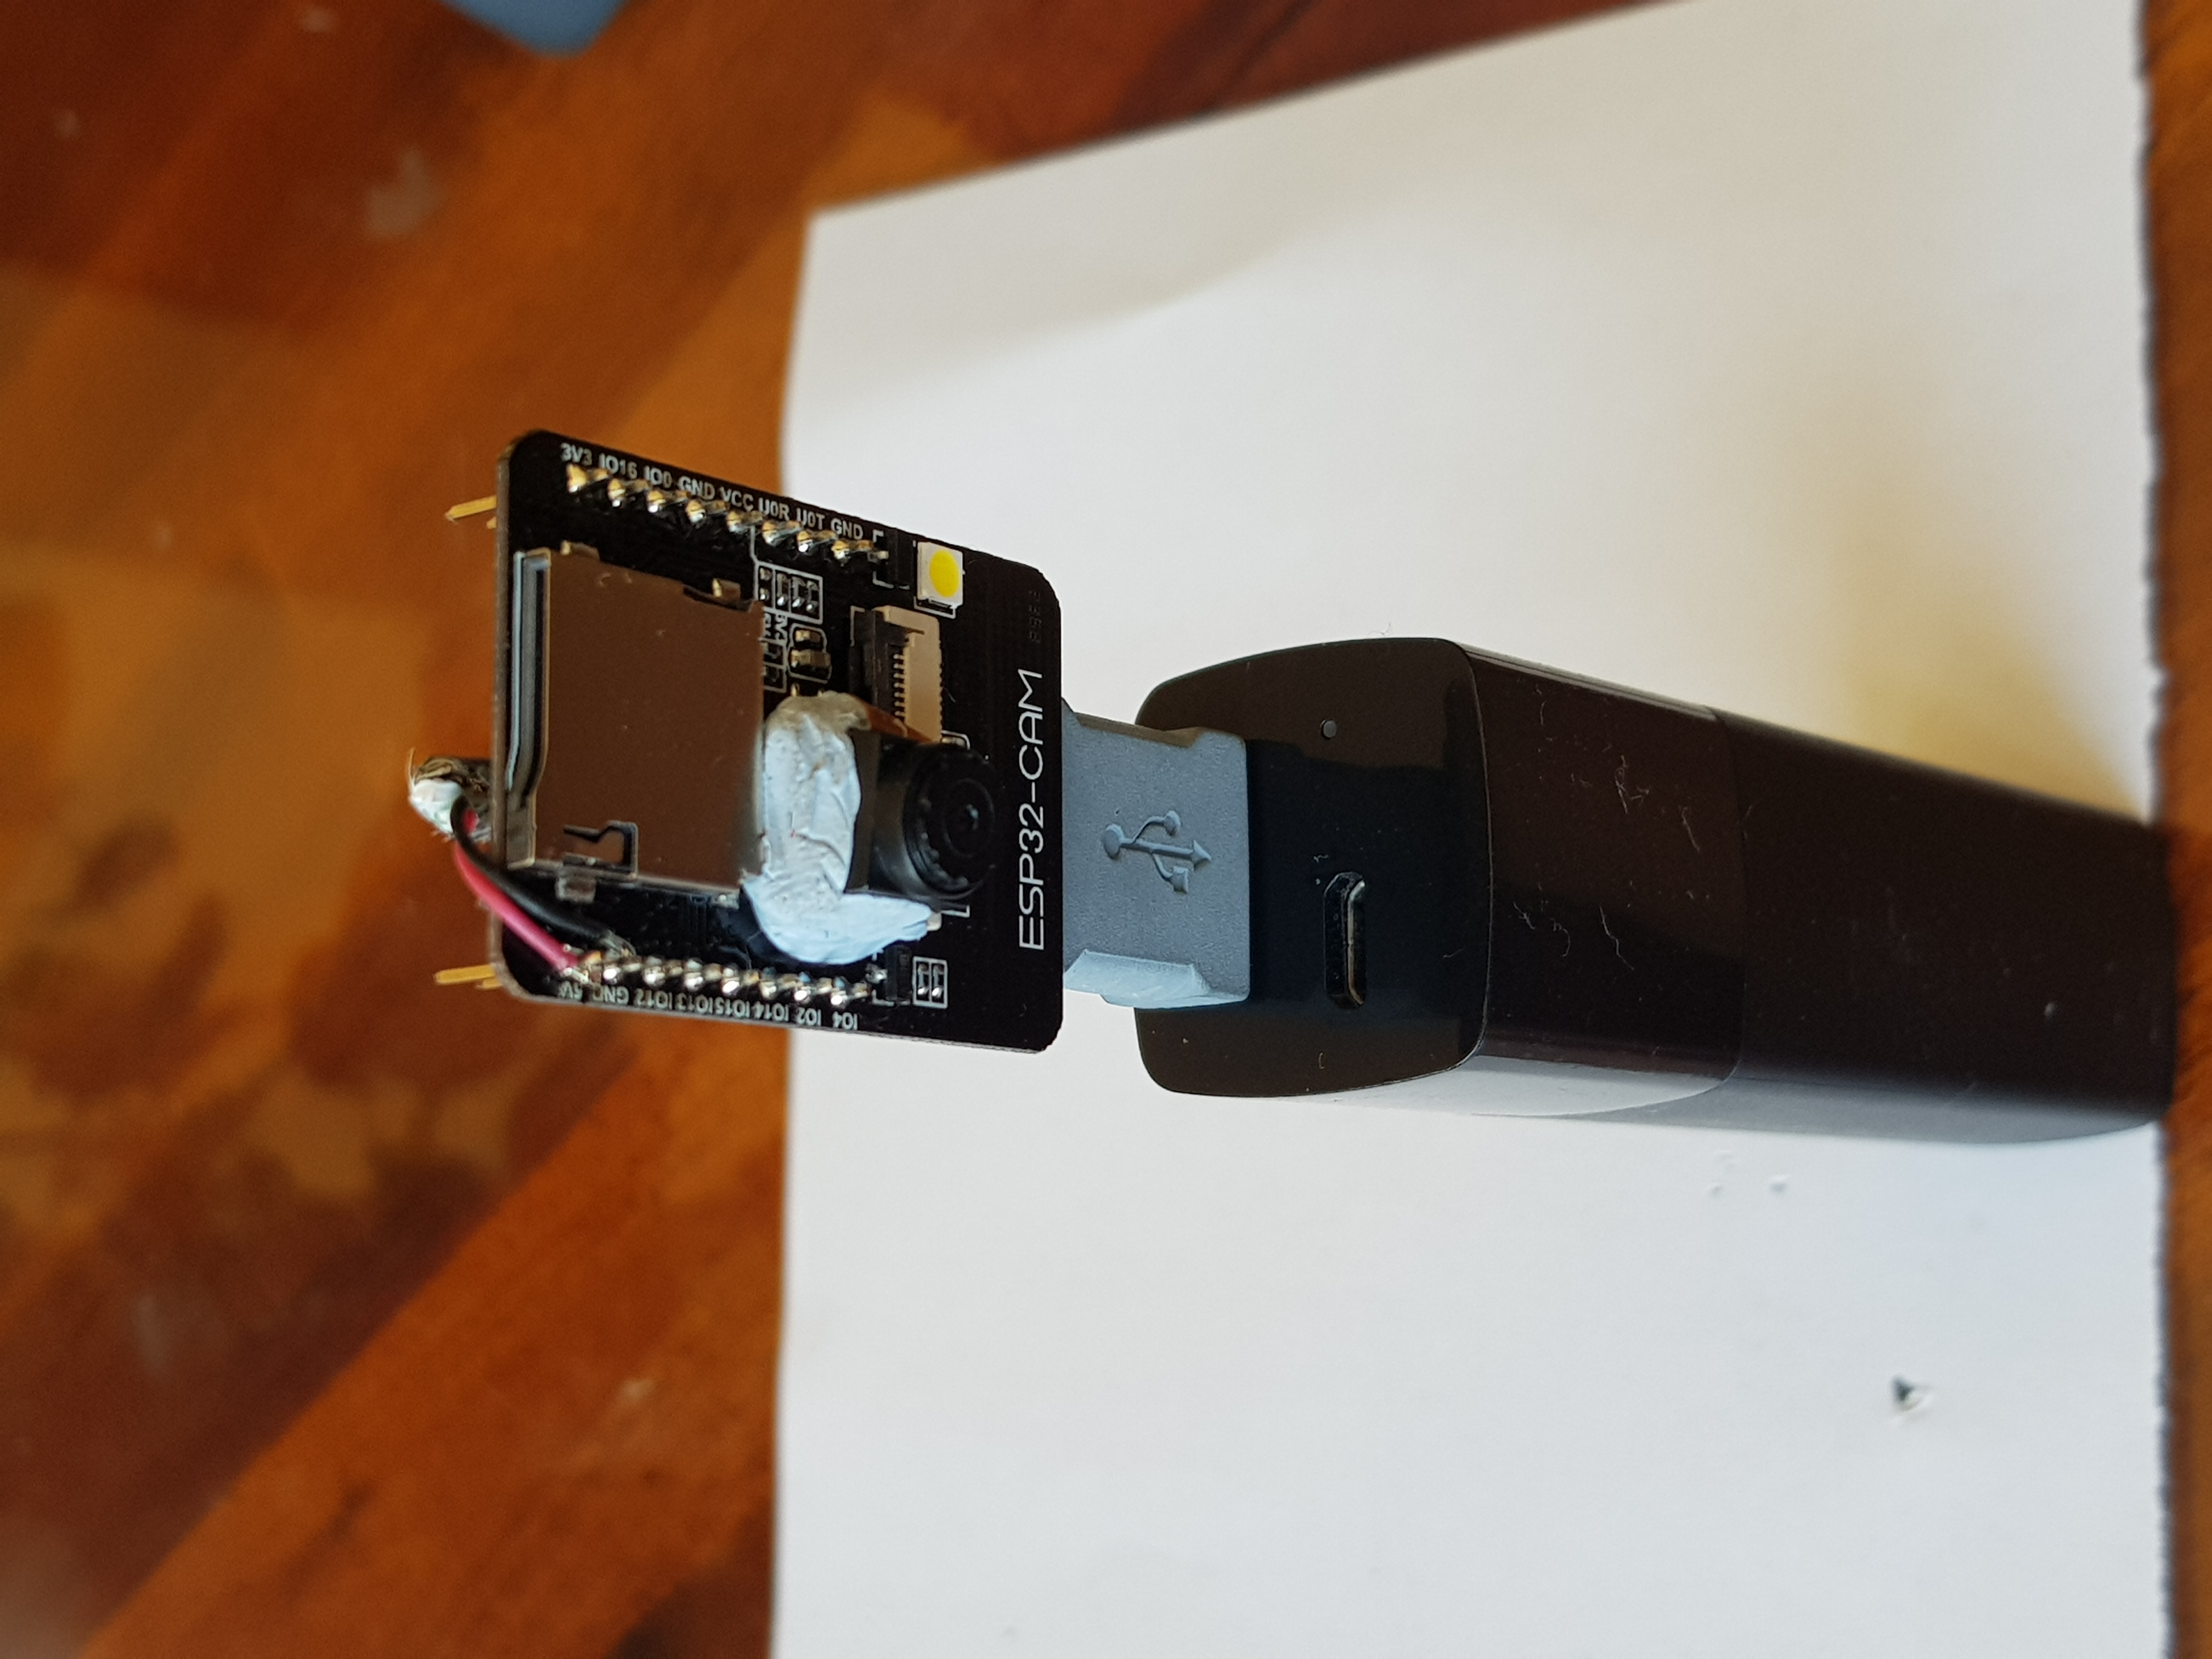 5V GND IO12 IO13 IO15 IO14 IO2 IO4
3V3 IO16 IO0 GND VCC U0R U0T GND
ESP32-CAM